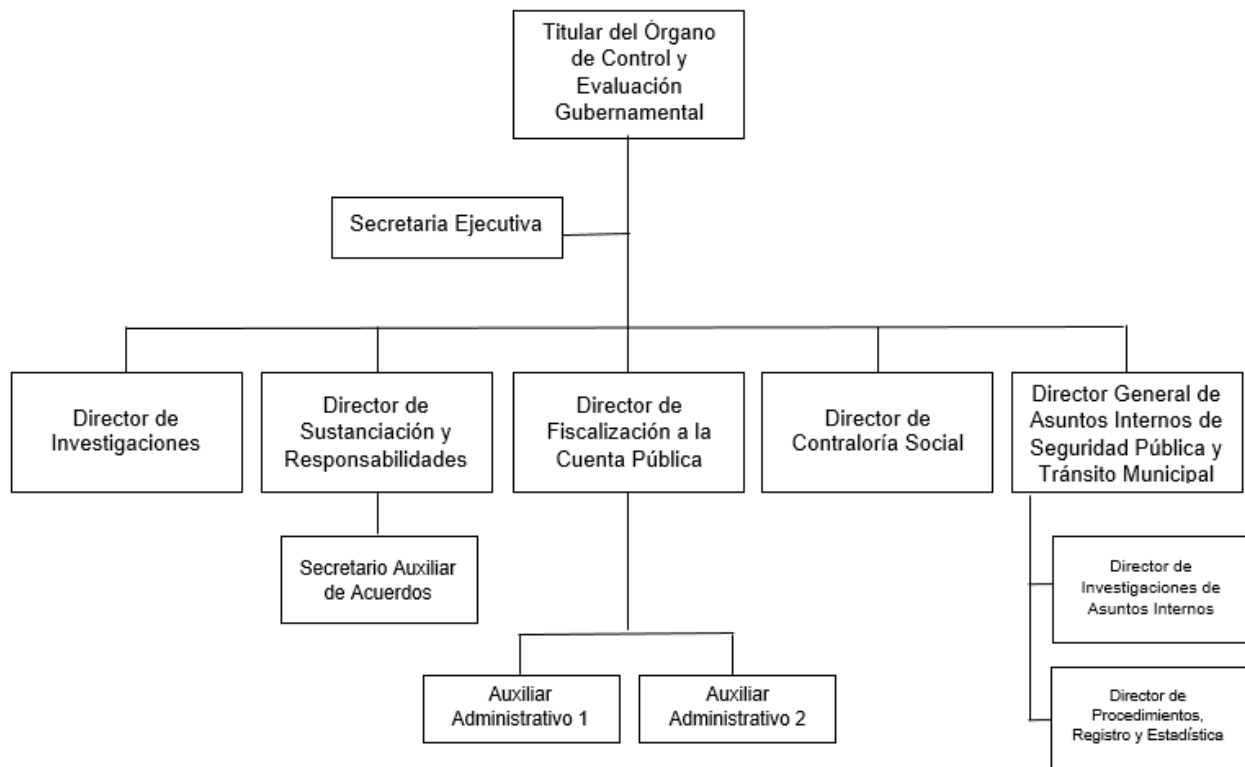 Titular del Órgano
de Control y
Evaluación
Gubernamental
Secretaria Ejecutiva
Director de
Investigaciones
Director de
Sustanciación y
Responsabilidades
Director de
Fiscalización a la
Cuenta Pública
Director de
Contraloría Social
Director General de
Asuntos Internos de
Seguridad Pública y
Tránsito Municipal
Secretario Auxiliar
de Acuerdos
Auxiliar
Administrativo 1
Auxiliar
Administrativo 2
Director de
Investigaciones de
Asuntos Internos
Director de
Procedimientos,
Registro y Estadística